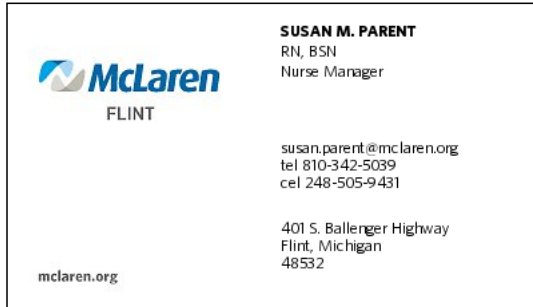 McLaren
FLINT
mclaren.org
SUSAN M. PARENT
RN, BSN
Nurse Manager
susan.parent@mclaren.org
tel 810-342-5039
cel 248-505-9431
401 S. Ballenger Highway
Flint, Michigan
48532